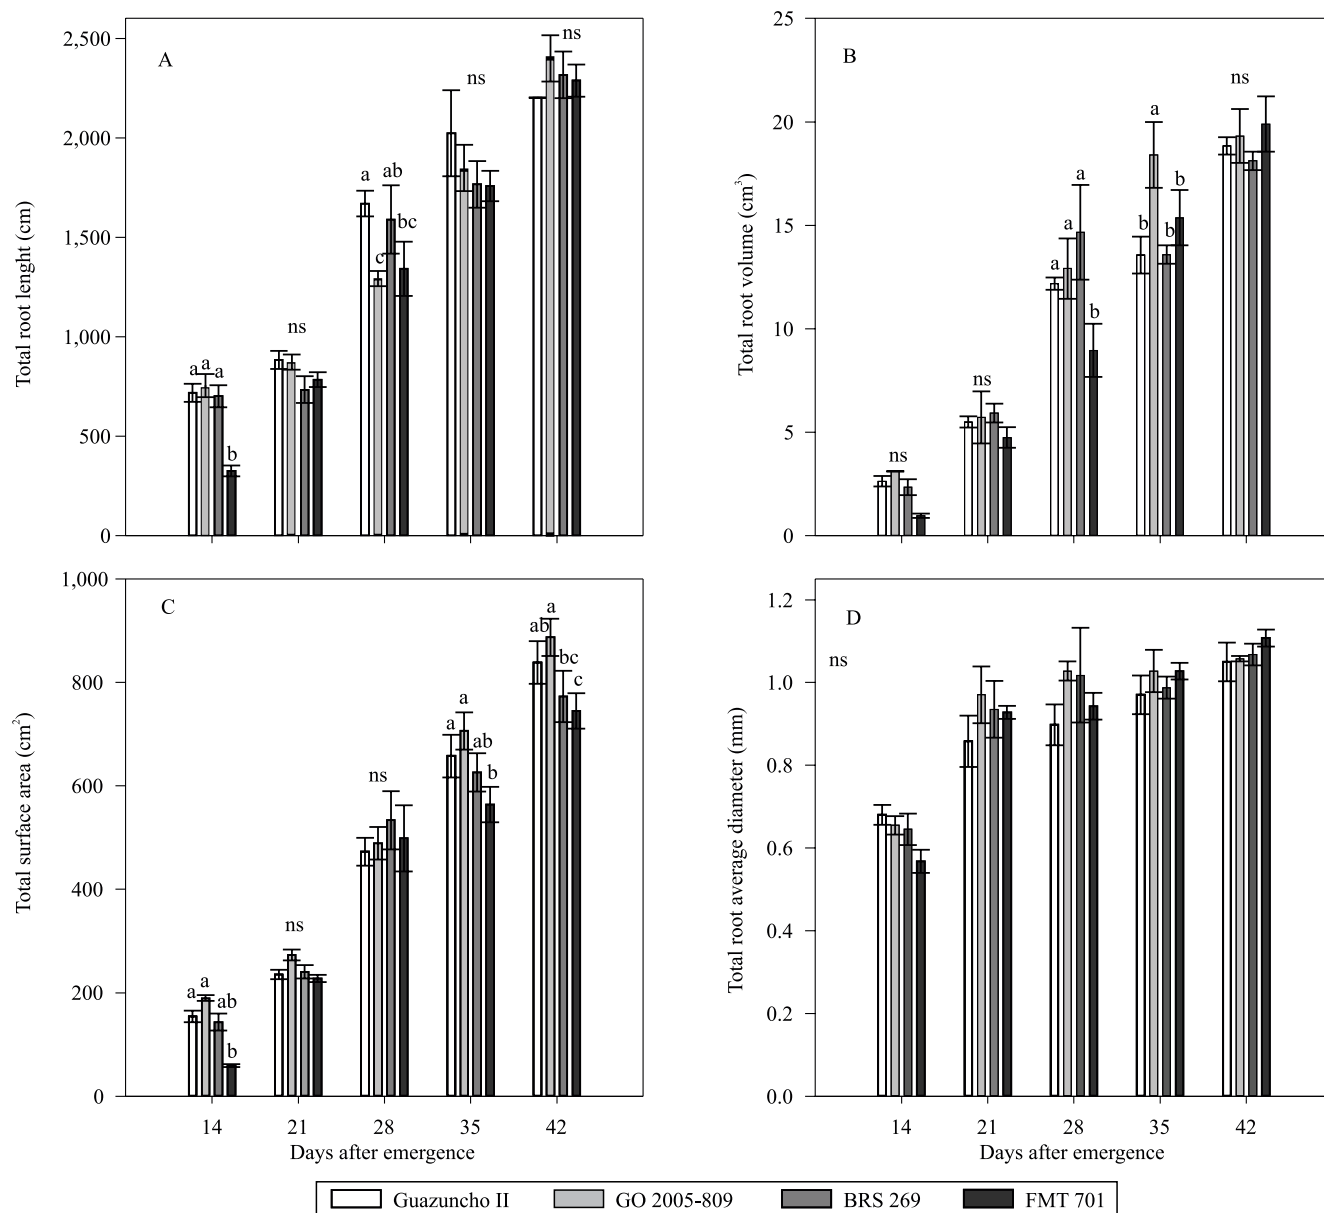 A
2,500
2,000
1,500
1,000
500
0
Total root lenght (cm)
a a a b
ns
a c ab bc
ns
ns
B
25
20
15
10
5
0
Total root volume (cm³)
ns
ns
a a a b
b a b b
ns
C
1,000
800
600
400
200
0
Total surface area (cm²)
a a ab b
ns
ns
a a ab b
ab a bc c
14 21 28 35 42
Days after emergence
D
ns
1.2
1.0
0.8
0.6
0.4
0.2
0.0
Total root average diameter (mm)
14 21 28 35 42
Days after emergence
Guazuncho II GO 2005-809 BRS 269 FMT 701